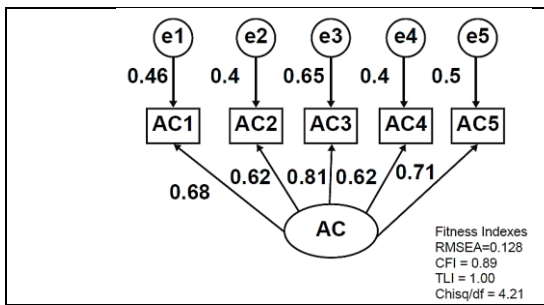 e1 e2 e3 e4 e5
0.46 0.4 0.65 0.4 0.5
AC1 AC2 AC3 AC4 AC5
0.68 0.62 0.81 0.62 0.71
AC
Fitness Indexes
RMSEA=0.128
CFI = 0.89
TLI = 1.00
Chisq/df = 4.21